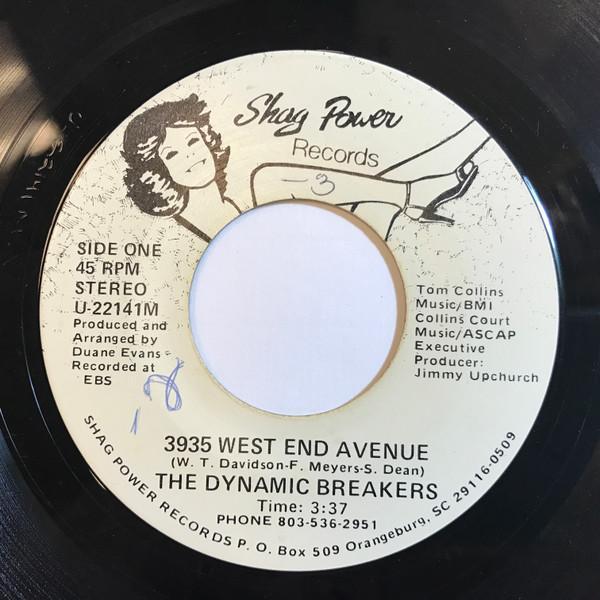 Shag Power
Records
-3
SIDE ONE
45 RPM
STEREO
U-22141M
Produced and
Arranged by
Duane Evans
Recorded at
EBS
Tom Collins
Music/BMI
Collins Court
Music/ASCAP
Executive
Producer:
Jimmy Upchurch
3935 WEST END AVENUE
(W. T. Davidson-F. Meyers-S. Dean)
THE DYNAMIC BREAKERS
Time: 3:37
PHONE 803-536-2951
SHAG POWER RECORDS P. O. Box 509 Orangeburg, SC 29116-0509